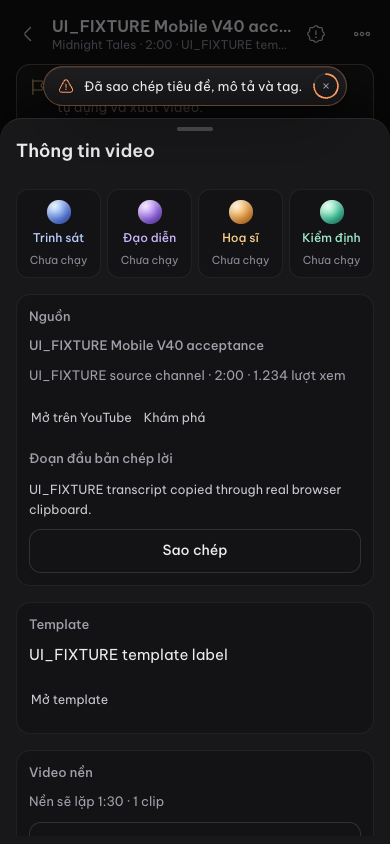 UI_FIXTURE Mobile V40 acc...
Midnight Tales · 2:00 · UI_FIXTURE tem...
Đã sao chép tiêu đề, mô tả và tag.
tự dựng và xuất video.
Thông tin video
Trinh sát
Chưa chạy
Đạo diễn
Chưa chạy
Hoạ sĩ
Chưa chạy
Kiểm định
Chưa chạy
Nguồn
UI_FIXTURE Mobile V40 acceptance
UI_FIXTURE source channel · 2:00 · 1.234 lượt xem
Mở trên YouTube Khám phá
Đoạn đầu bản chép lời
UI_FIXTURE transcript copied through real browser
clipboard.
Sao chép
Template
UI_FIXTURE template label
Mở template
Video nền
Nền sẽ lặp 1:30 · 1 clip